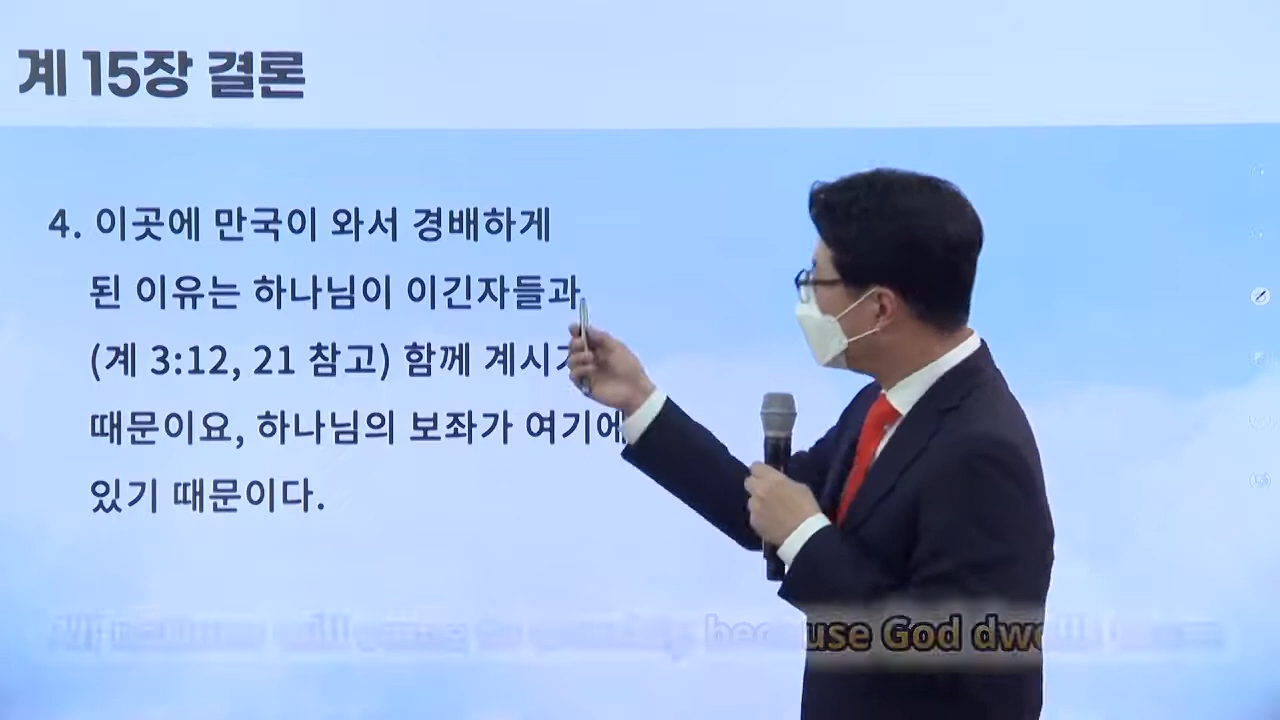 계 15장 결론
4. 이곳에 만국이 와서 경배하게
된 이유는 하나님이 이긴자들과
(계 3:12, 21 참고) 함께
때문이요, 하나님의 보좌가 여기에
있기 때문이다.
because God